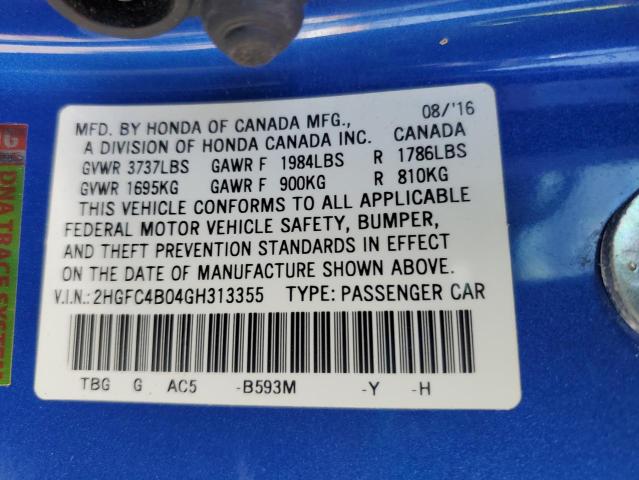 08/'16
MFD. BY HONDA OF CANADA MFG.,
A DIVISION OF HONDA CANADA INC. CANADA
GVWR 3737LBS GAWR F 1984LBS R 1786LBS
GVWR 1695KG GAWR F 900KG R 810KG
THIS VEHICLE CONFORMS TO ALL APPLICABLE
FEDERAL MOTOR VEHICLE SAFETY, BUMPER,
AND THEFT PREVENTION STANDARDS IN EFFECT
ON THE DATE OF MANUFACTURE SHOWN ABOVE.
V.I.N.: 2HGFC4B04GH313355 TYPE: PASSENGER CAR
TBG G AC5 -B593M -Y -H
DNA TRACE